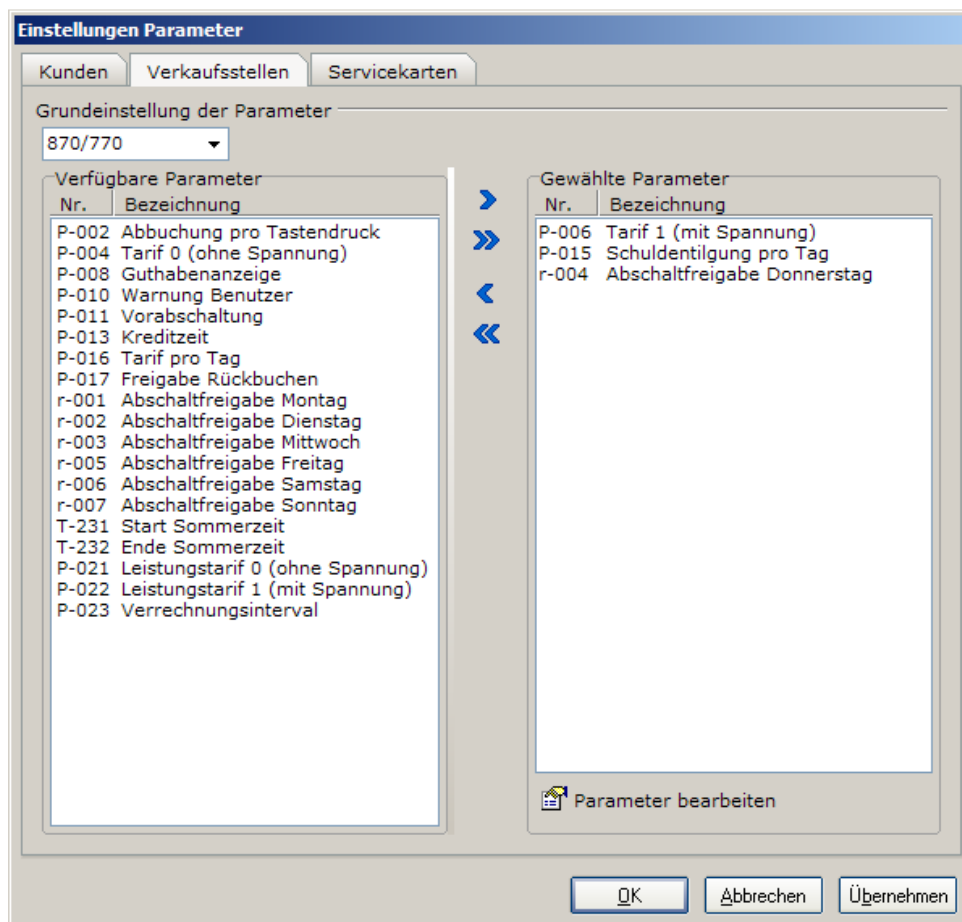 Einstellungen Parameter
Kunden Verkaufsstellen Servicekarten
Grundeinstellung der Parameter
870/770
Verfügbare Parameter
Nr. Bezeichnung
P-002 Abbuchung pro Tastendruck
P-004 Tarif 0 (ohne Spannung)
P-008 Guthabenanzeige
P-010 Warnung Benutzer
P-011 Vorabschaltung
P-013 Kreditzeit
P-016 Tarif pro Tag
P-017 Freigabe Rückbuchen
r-001 Abschaltfreigabe Montag
r-002 Abschaltfreigabe Dienstag
r-003 Abschaltfreigabe Mittwoch
r-005 Abschaltfreigabe Freitag
r-006 Abschaltfreigabe Samstag
r-007 Abschaltfreigabe Sonntag
T-231 Start Sommerzeit
T-232 Ende Sommerzeit
P-021 Leistungstarif 0 (ohne Spannung)
P-022 Leistungstarif 1 (mit Spannung)
P-023 Verrechnungsinterval
Gewählte Parameter
Nr. Bezeichnung
P-006 Tarif 1 (mit Spannung)
P-015 Schuldentilgung pro Tag
r-004 Abschaltfreigabe Donnerstag
Parameter bearbeiten
OK Abbrechen Übernehmen